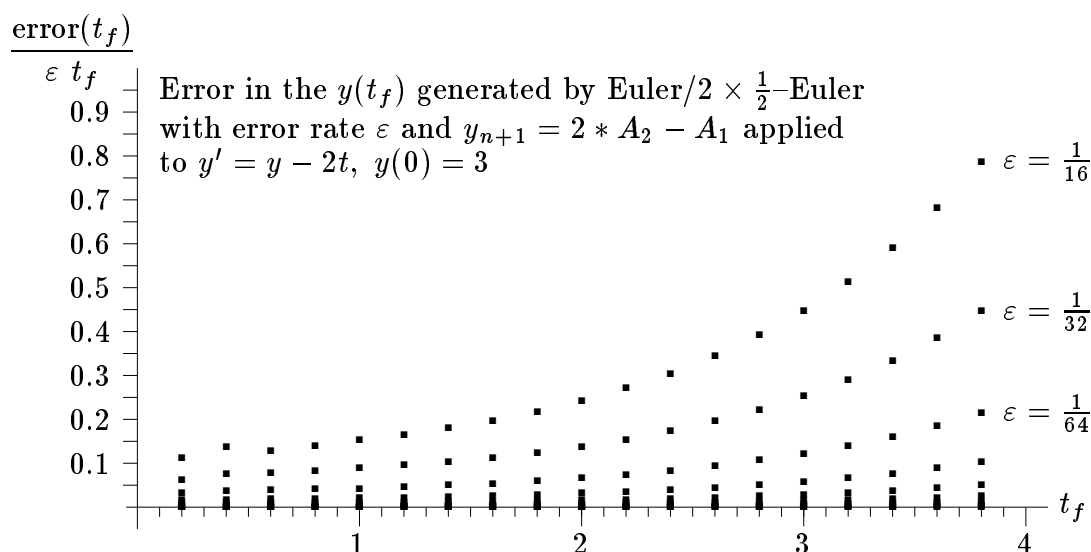 error(t_f)
ε t_f
Error in the y(t_f) generated by Euler/2 × 1/2–Euler
with error rate ε and y_{n+1} = 2 ∗ A_2 − A_1 applied
to y′ = y − 2t, y(0) = 3
0.9
0.8
0.7
0.6
0.5
0.4
0.3
0.2
0.1
ε = 1/16
ε = 1/32
ε = 1/64
t_f
1 2 3 4